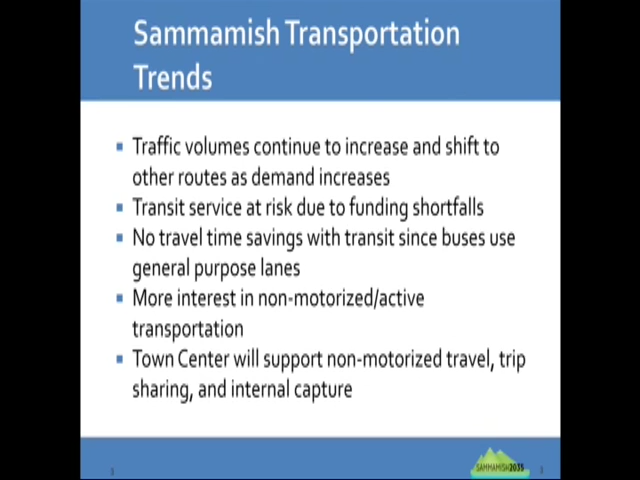 Sammamish Transportation
Trends
Traffic volumes continue to increase and shift to
other routes as demand increases
Transit service at risk due to funding shortfalls
No travel time savings with transit since buses use
general purpose lanes
More interest in non-motorized/active
transportation
Town Center will support non-motorized travel, trip
sharing, and internal capture
SAMMAMISH2035